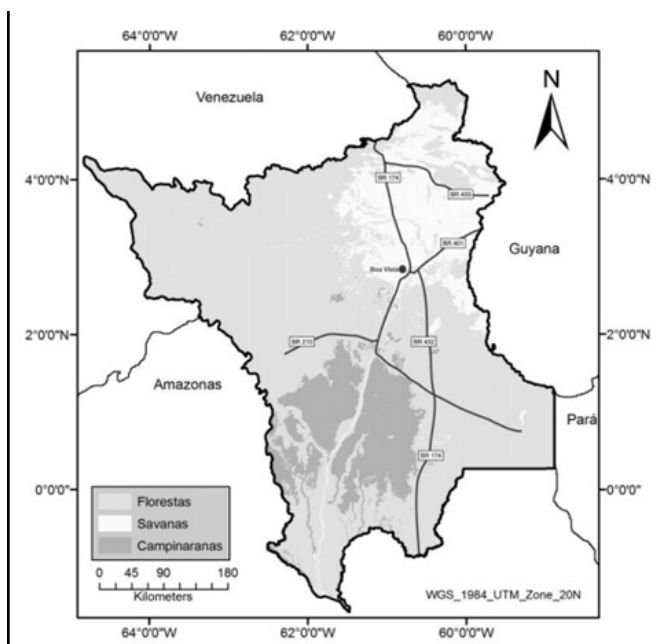 64°0'0"W 62°0'0"W 60°0'0"W
N
Venezuela
4°0'0"N 4°0'0"N
BR 174
BR 433
BR 401
Guyana
Boa Vista
2°0'0"N 2°0'0"N
BR 210
BR 432
Amazonas
Pará
BR 174
0°0'0" 0°0'0"
Florestas
Savanas
Campinaranas
0 45 90 180
Kilometers
WGS_1984_UTM_Zone_20N
64°0'0"W 62°0'0"W 60°0'0"W